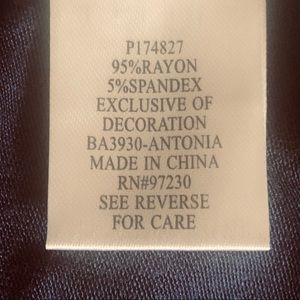 P174827
95%RAYON
5%SPANDEX
EXCLUSIVE OF
DECORATION
BA3930-ANTONIA
MADE IN CHINA
RN#97230
SEE REVERSE
FOR CARE